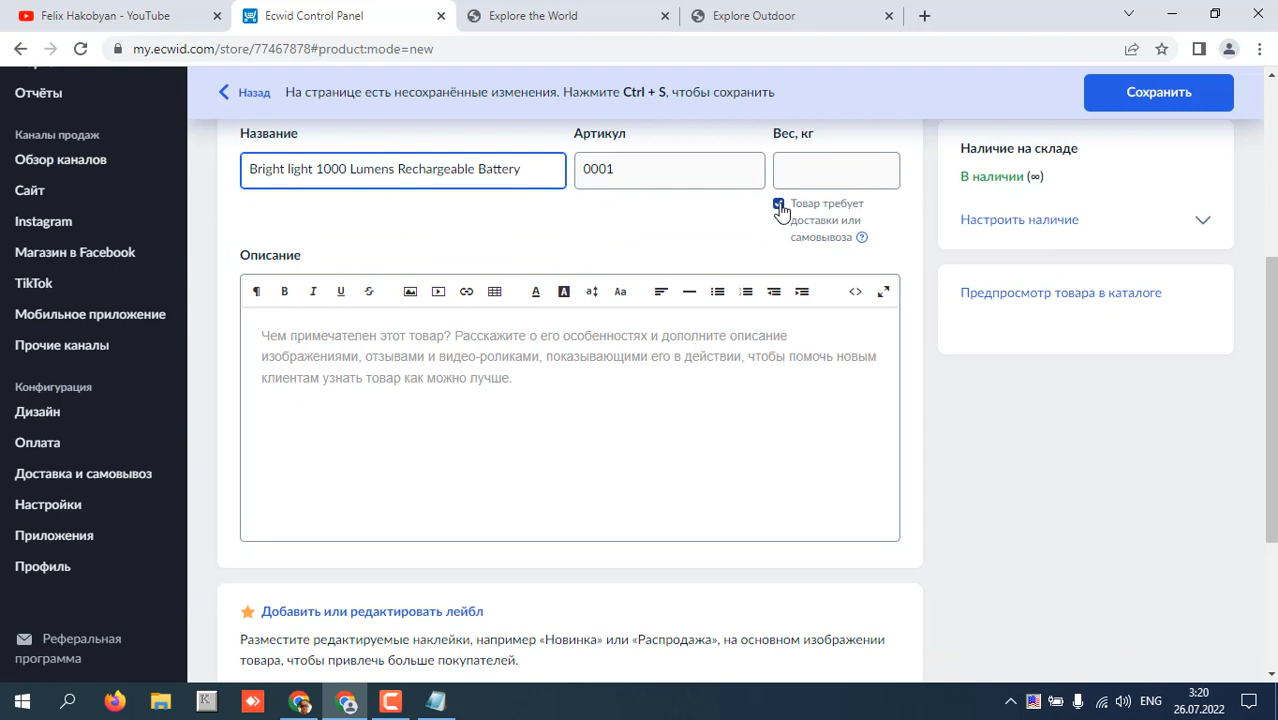 Felix Hakobyan - YouTube
Ecwid Control Panel
Explore the World
Explore Outdoor
my.ecwid.com/store/77467878#product:mode=new
Отчёты
Каналы продаж
Обзор каналов
Сайт
Instagram
Магазин в Facebook
TikTok
Мобильное приложение
Прочие каналы
Конфигурация
Дизайн
Оплата
Доставка и самовывоз
Настройки
Приложения
Профиль
Реферальная
программа
Назад
На странице есть несохранённые изменения. Нажмите Ctrl + S, чтобы сохранить
Сохранить
Название
Артикул
Вес, кг
Bright light 1000 Lumens Rechargeable Battery
0001
Товар требует
доставки или
самовывоза ?
Описание
¶ B I U S A A Aa <>
Чем примечателен этот товар? Расскажите о его особенностях и дополните описание
изображениями, отзывами и видео-роликами, показывающими его в действии, чтобы помочь новым
клиентам узнать товар как можно лучше.
Добавить или редактировать лейбл
Разместите редактируемые наклейки, например «Новинка» или «Распродажа», на основном изображении
товара, чтобы привлечь больше покупателей.
Наличие на складе
В наличии (∞)
Настроить наличие
Предпросмотр товара в каталоге
ENG
3:20
26.07.2022